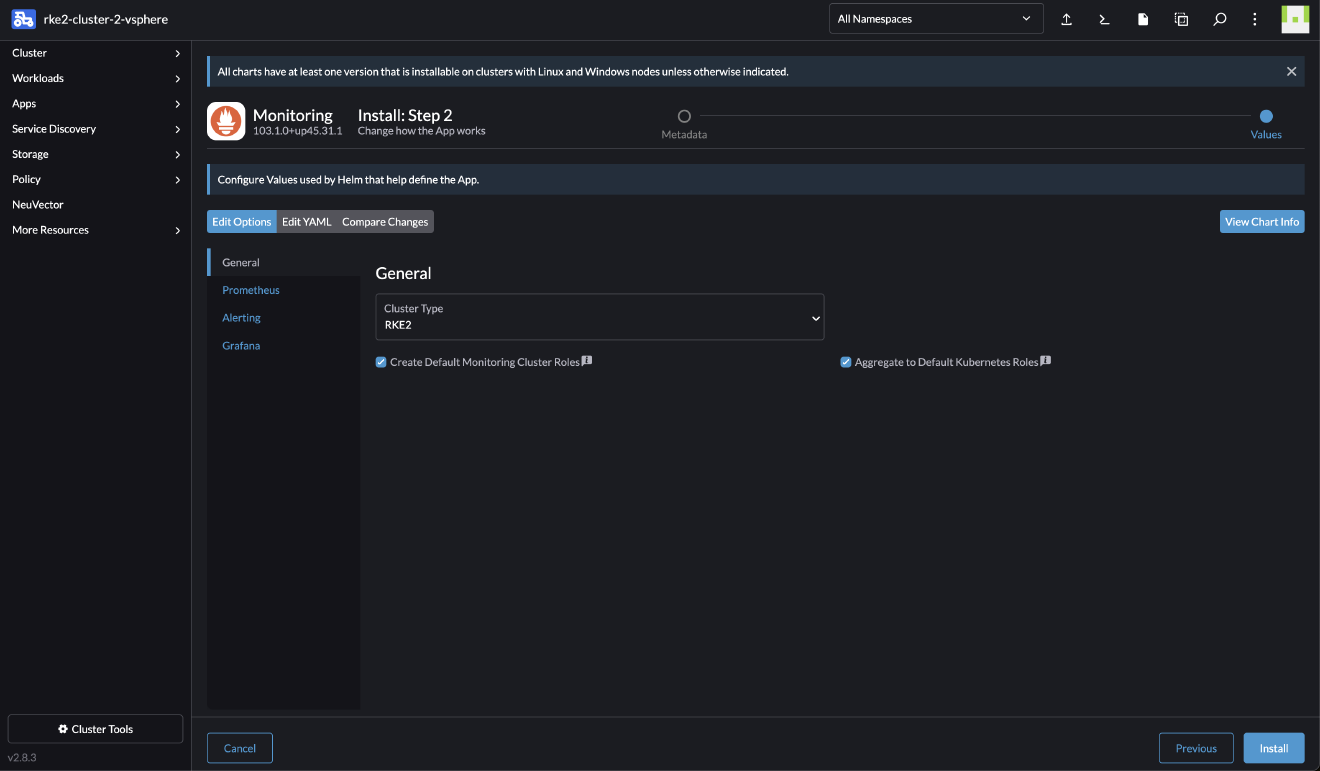 rke2-cluster-2-vsphere
All Namespaces
Cluster
Workloads
Apps
Service Discovery
Storage
Policy
NeuVector
More Resources
All charts have at least one version that is installable on clusters with Linux and Windows nodes unless otherwise indicated.
Monitoring
103.1.0+up45.31.1
Install: Step 2
Change how the App works
Metadata
Values
Configure Values used by Helm that help define the App.
Edit Options
Edit YAML
Compare Changes
View Chart Info
General
Prometheus
Alerting
Grafana
General
Cluster Type
RKE2
Create Default Monitoring Cluster Roles
Aggregate to Default Kubernetes Roles
Cluster Tools
v2.8.3
Cancel
Previous
Install